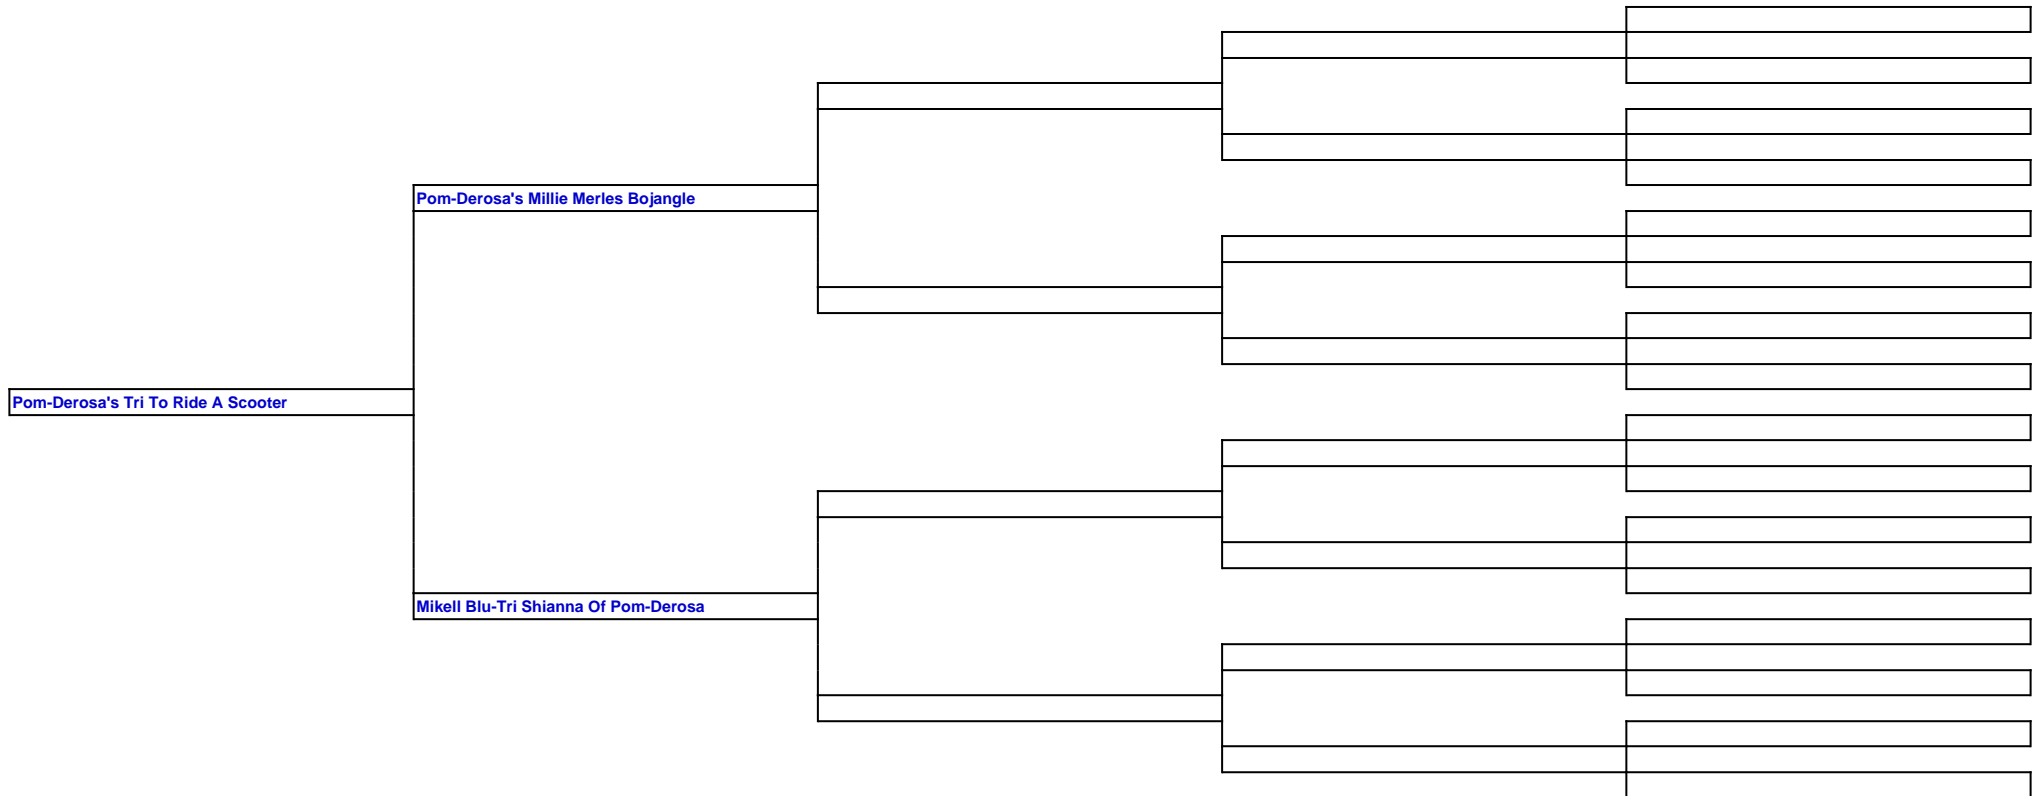 Pom-Derosa's Millie Merles Bojangle
Pom-Derosa's Tri To Ride A Scooter
Mikell Blu-Tri Shianna Of Pom-Derosa